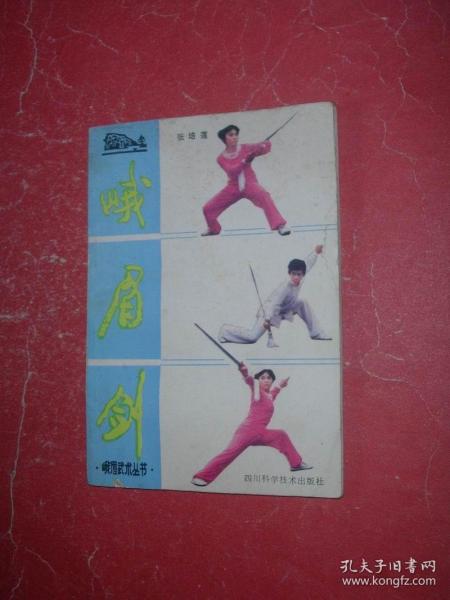 张培莲
峨
眉
剑
·峨眉武术丛书·
四川科学技术出版社
孔夫子旧书网
www.kongfz.com